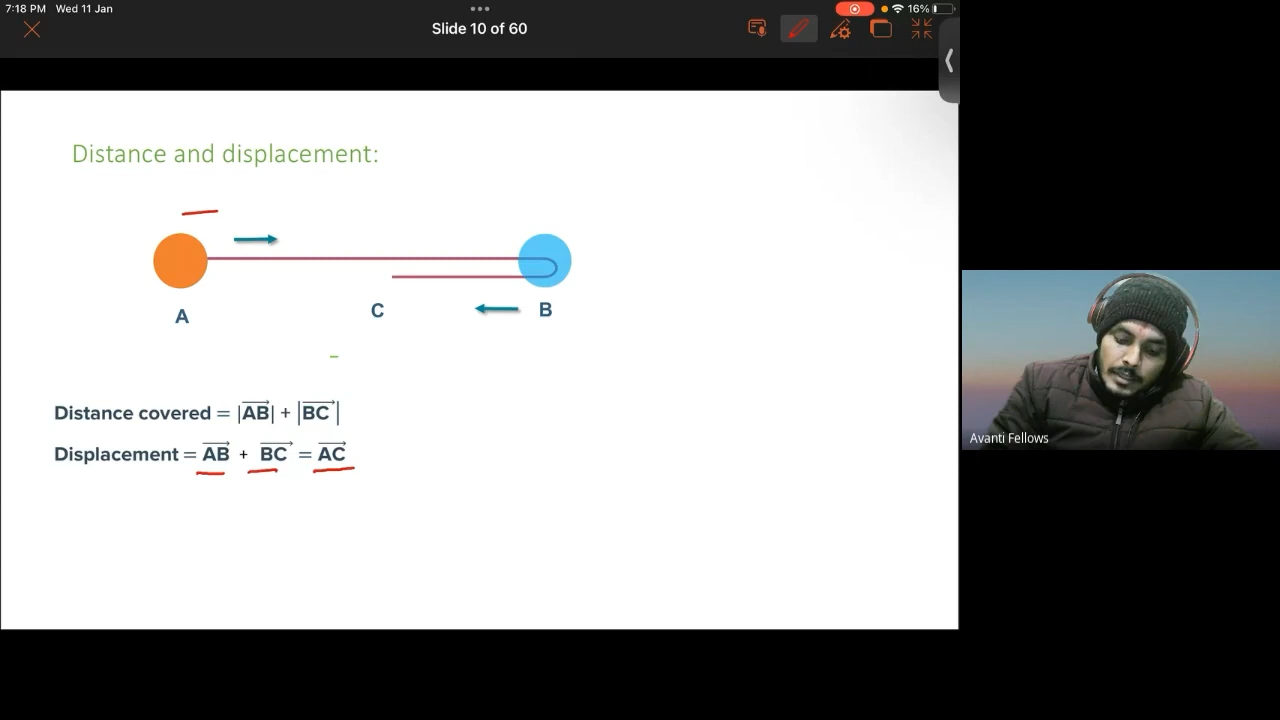 7:18 PM Wed 11 Jan
16%
Slide 10 of 60
Distance and displacement:
A
C
B
Distance covered = |AB| + |BC|
Displacement = AB + BC = AC
Avanti Fellows